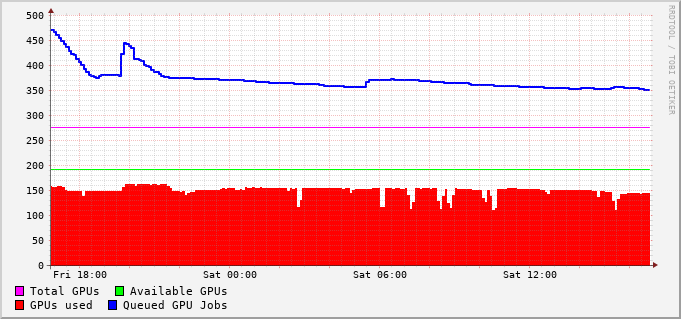 500
450
400
350
300
250
200
150
100
50
0
Fri 18:00 Sat 00:00 Sat 06:00 Sat 12:00
Total GPUs Available GPUs
GPUs used Queued GPU Jobs
RRDTOOL / TOBI OETIKER